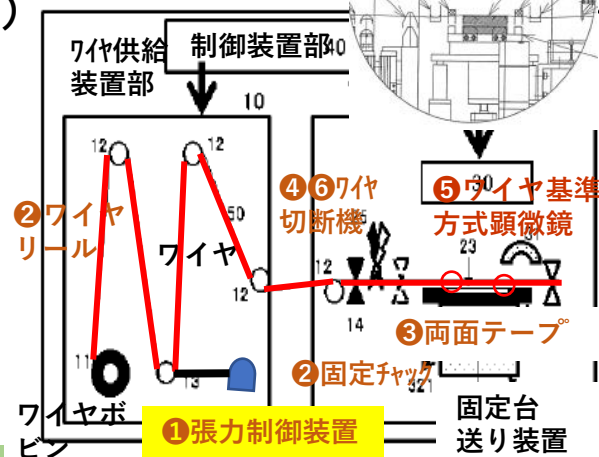 )
ワイヤ供給
装置部
制御装置部
40
10
12
12
❷ワイヤ
リール
50
ワイヤ
12
❹❻ワイヤ
切断機
30
❺ワイヤ基準
方式顕微鏡
23
12
14
11
13
❸両面テープ
❷固定チャック
321
ワイヤボ
ビン
❶張力制御装置
固定台
送り装置